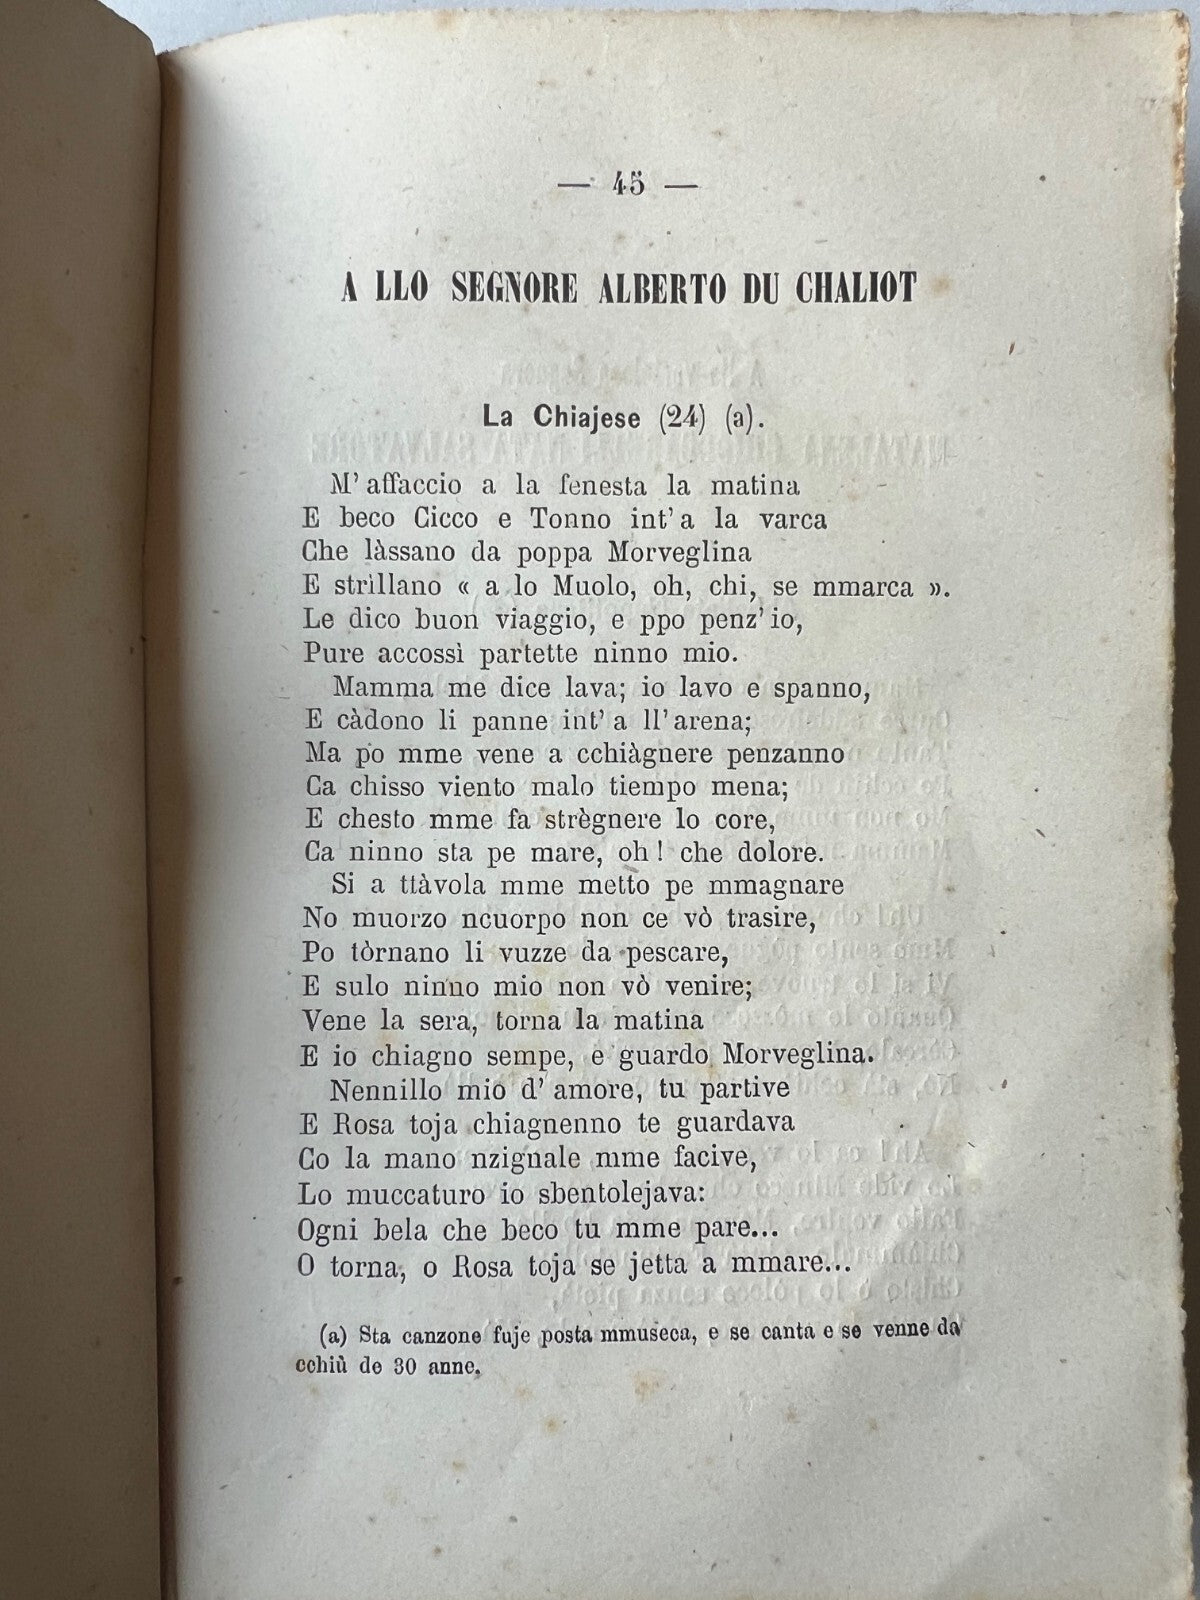 — 45 —
A LLO SEGNORE ALBERTO DU CHALIOT
La Chiajese (24) (a).
M' affaccio a la fenesta la matina
E beco Cicco e Tonno int' a la varca
Che làssano da poppa Morveglina
E strìllano « a lo Muolo, oh, chi, se mmarca ».
Le dico buon viaggio, e ppo penz' io,
Pure accossì partette ninno mio.
Mamma me dice lava; io lavo e spanno,
E càdono li panne int' a ll' arena;
Ma po mme vene a cchiàgnere penzanno
Ca chisso viento malo tiempo mena;
E chesto mme fa strègnere lo core,
Ca ninno sta pe mare, oh! che dolore.
Si a ttàvola mme metto pe mmagnare
No muorzo ncuorpo non ce vò trasire,
Po tòrnano li vuzze da pescare,
E sulo ninno mio non vò venire;
Vene la sera, torna la matina
E io chiagno sempe, e guardo Morveglina.
Nennillo mio d' amore, tu partive
E Rosa toja chiagnenno te guardava
Co la mano nzignale mme facive,
Lo muccaturo io sbentolejava:
Ogni bela che beco tu mme pare...
O torna, o Rosa toja se jetta a mmare...
(a) Sta canzone fuje posta mmuseca, e se canta e se venne da
cchiù de 30 anne.